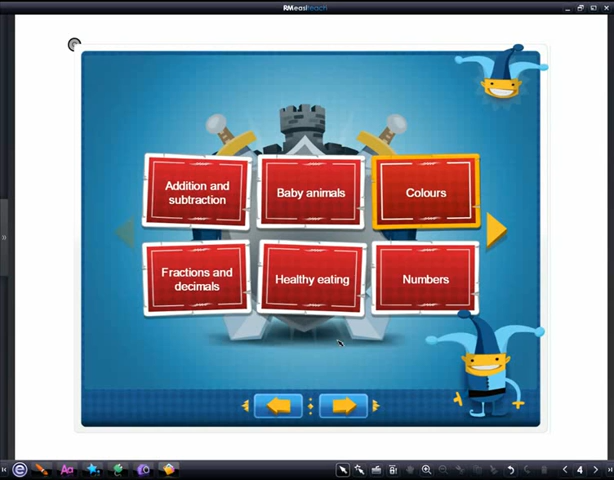 RMeasiteach
Addition and
subtraction
Baby animals
Colours
Fractions and
decimals
Healthy eating
Numbers
4